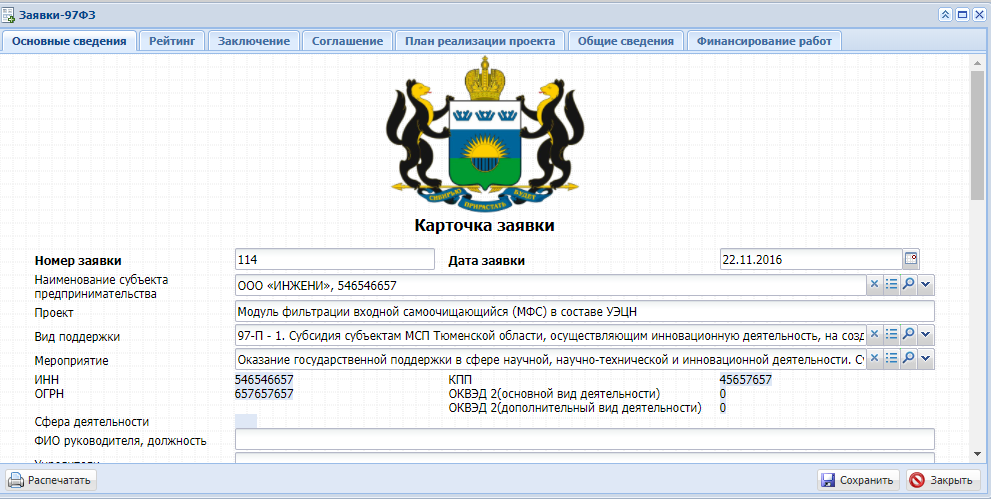 Заявки-97ФЗ
Основные сведения Рейтинг Заключение Соглашение План реализации проекта Общие сведения Финансирование работ
СИБИРЬЮ ПРИРАСТАТЬ БУДЕТ
Карточка заявки
Номер заявки 114 Дата заявки 22.11.2016
Наименование субъекта
предпринимательства ООО «ИНЖЕНИ», 546546657
Проект Модуль фильтрации входной самоочищающийся (МФС) в составе УЭЦН
Вид поддержки 97-П - 1. Субсидия субъектам МСП Тюменской области, осуществляющим инновационную деятельность, на созд
Мероприятие Оказание государственной поддержки в сфере научной, научно-технической и инновационной деятельности. Су
ИНН 546546657 КПП 45657657
ОГРН 657657657 ОКВЭД 2(основной вид деятельности) 0
ОКВЭД 2(дополнительный вид деятельности) 0
Сфера деятельности
ФИО руководителя, должность
Учредители
Распечатать Сохранить Закрыть